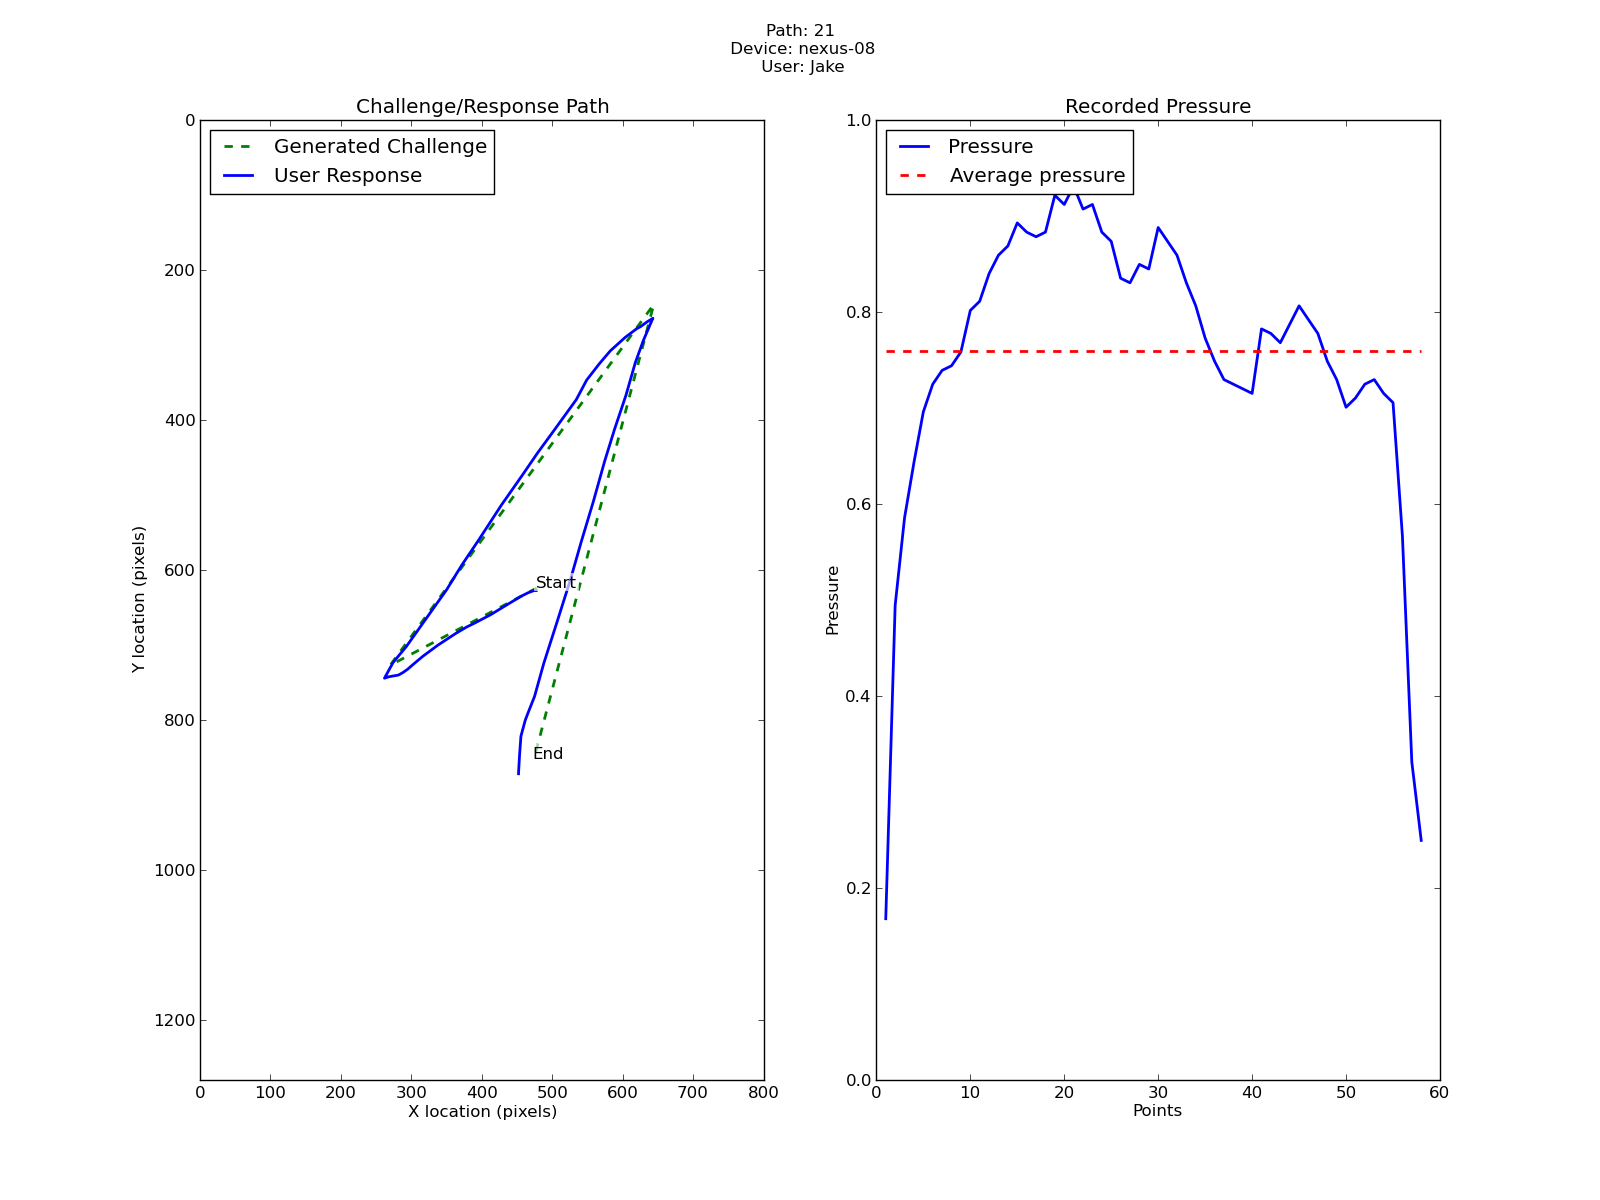 Path: 21
Device: nexus-08
User: Jake
Challenge/Response Path
Generated Challenge
User Response
Start
End
0
200
400
600
800
1000
1200
Y location (pixels)
0 100 200 300 400 500 600 700 800
X location (pixels)
Recorded Pressure
Pressure
Average pressure
1.0
0.8
0.6
0.4
0.2
0.0
Pressure
0 10 20 30 40 50 60
Points